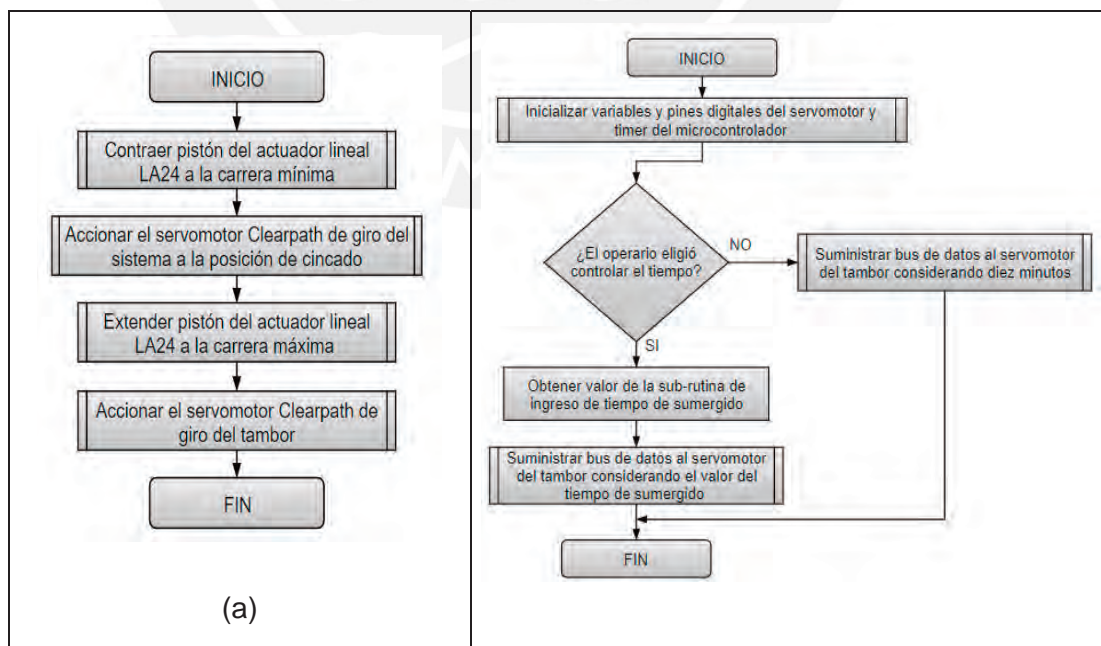 INICIO
Contraer pistón del actuador lineal
LA24 a la carrera mínima
Accionar el servomotor Clearpath de giro del
sistema a la posición de cincado
Extender pistón del actuador lineal
LA24 a la carrera máxima
Accionar el servomotor Clearpath de
giro del tambor
FIN
(a)
INICIO
Inicializar variables y pines digitales del servomotor y
timer del microcontrolador
¿El operario eligió
controlar el tiempo?
NO
Suministrar bus de datos al servomotor
del tambor considerando diez minutos
SI
Obtener valor de la sub-rutina de
ingreso de tiempo de sumergido
Suministrar bus de datos al servomotor
del tambor considerando el valor del
tiempo de sumergido
FIN